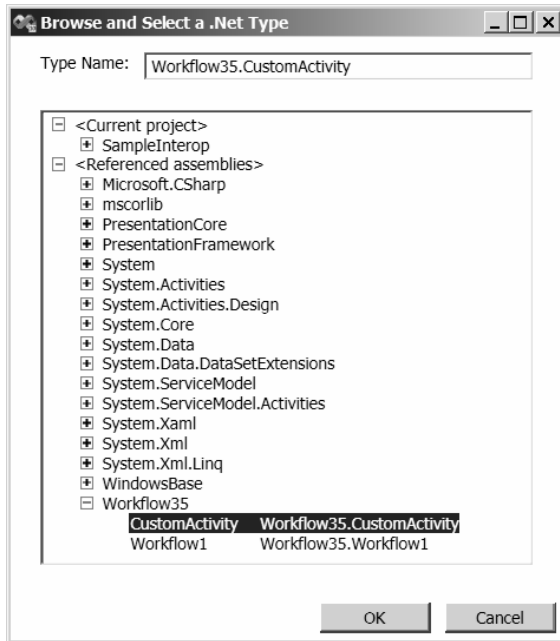 Browse and Select a .Net Type
Type Name: Workflow35.CustomActivity
<Current project>
SampleInterop
<Referenced assemblies>
Microsoft.CSharp
mscorlib
PresentationCore
PresentationFramework
System
System.Activities
System.Activities.Design
System.Core
System.Data
System.Data.DataSetExtensions
System.ServiceModel
System.ServiceModel.Activities
System.Xaml
System.Xml
System.Xml.Linq
WindowsBase
Workflow35
CustomActivity Workflow35.CustomActivity
Workflow1 Workflow35.Workflow1
OK Cancel